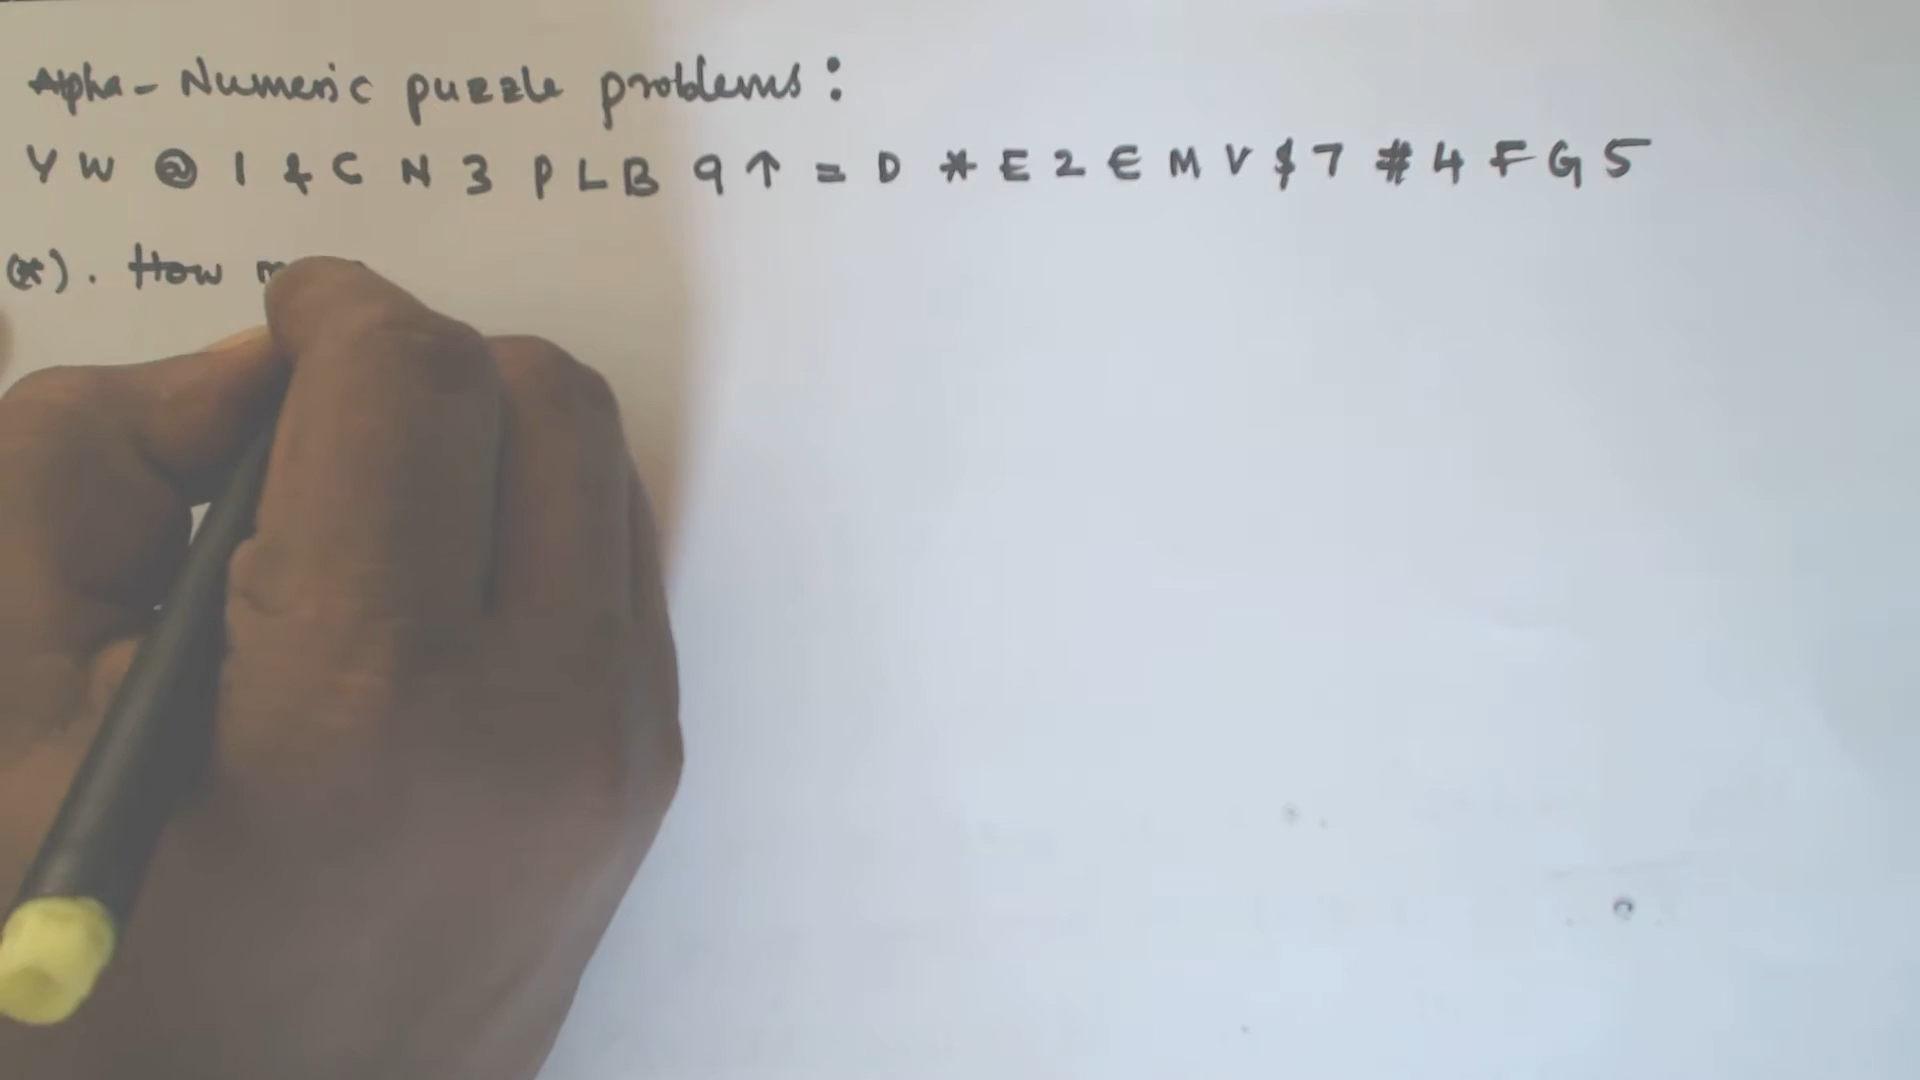 Alpha - Numeric puzzle problems :
Y W @ 1 & C N 3 P L B 9 ↑ = D * E 2 E M V $ 7 # 4 F G 5
(*). How